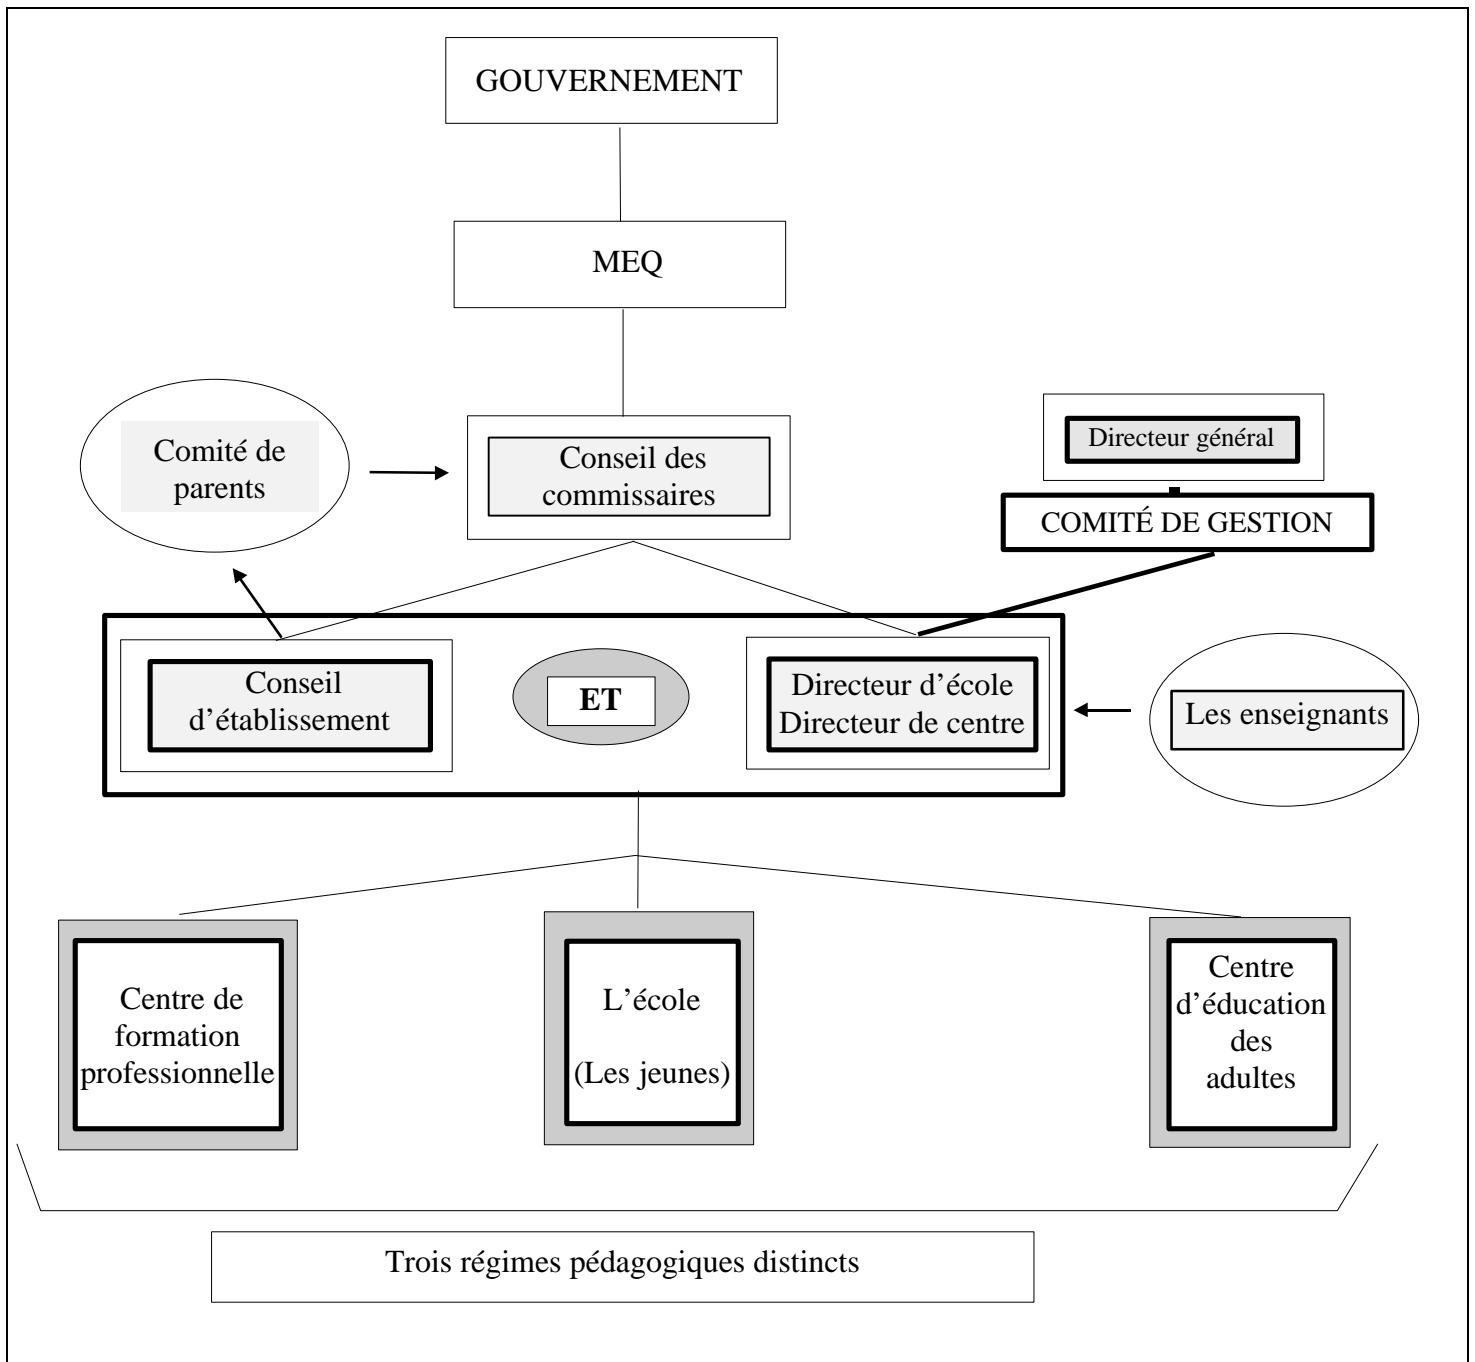 GOUVERNEMENT
MEQ
Comité de
parents
Conseil des
commissaires
Directeur général
COMITÉ DE GESTION
Conseil
d’établissement
ET
Directeur d’école
Directeur de centre
Les enseignants
Centre de
formation
professionnelle
L’école
(Les jeunes)
Centre
d’éducation
des
adultes
Trois régimes pédagogiques distincts